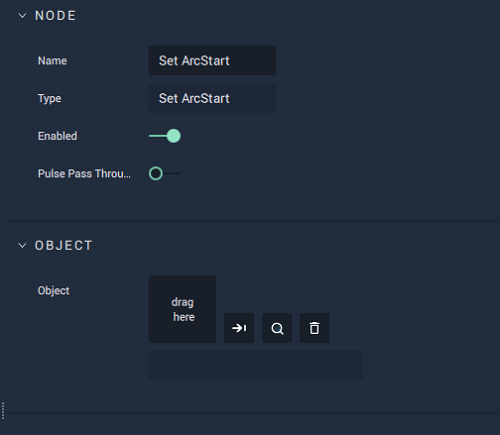 NODE
Name
Set ArcStart
Type
Set ArcStart
Enabled
Pulse Pass Throu...
OBJECT
Object
drag
here